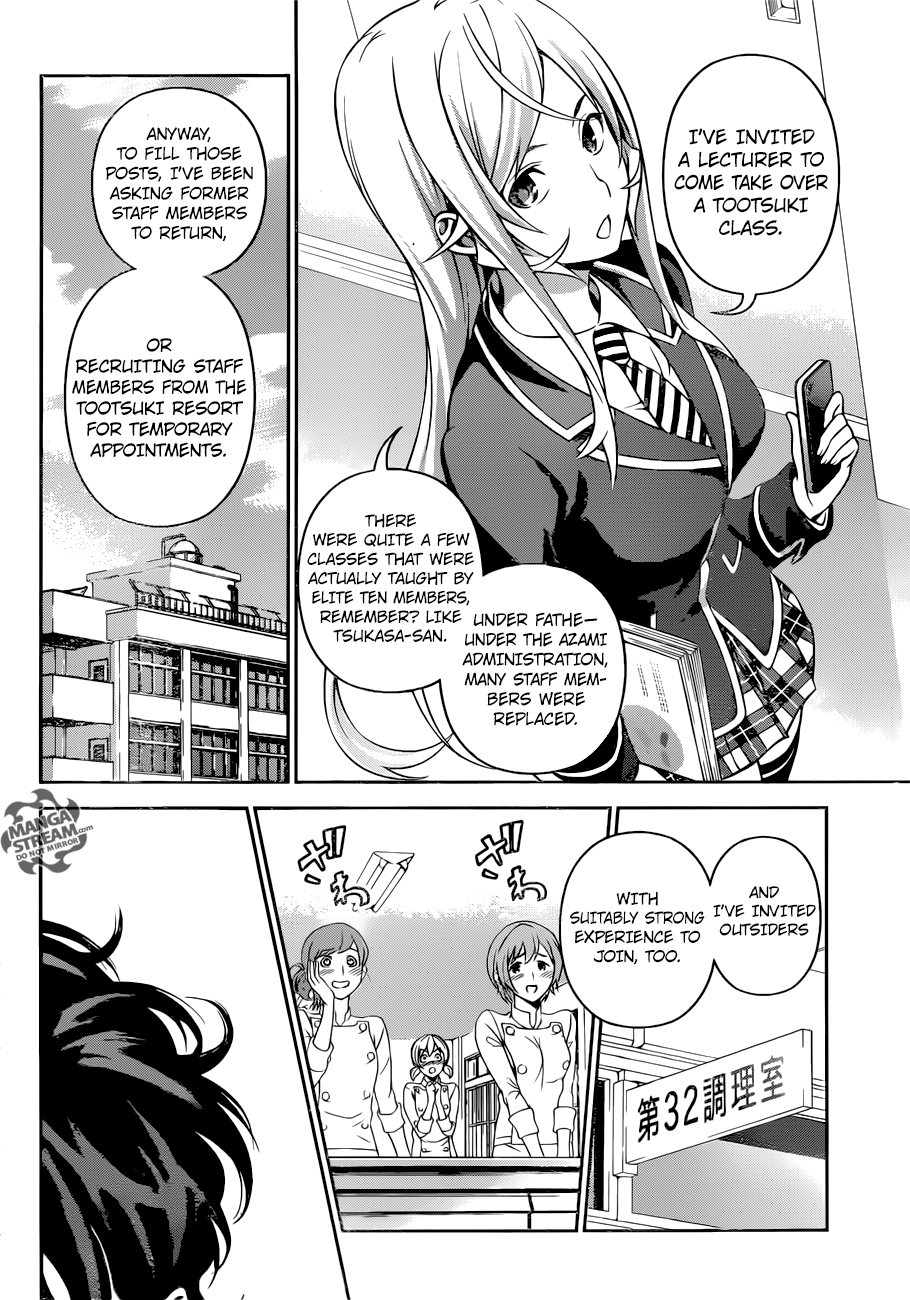 I'VE INVITED
A LECTURER TO
COME TAKE OVER
A TOOTSUKI
CLASS.
THERE
WERE QUITE A FEW
CLASSES THAT WERE
ACTUALLY TAUGHT BY
ELITE TEN MEMBERS,
REMEMBER? LIKE
TSUKASA-SAN.
UNDER FATHE—
UNDER THE AZAMI
ADMINISTRATION,
MANY STAFF MEM-
BERS WERE
REPLACED.
ANYWAY,
TO FILL THOSE
POSTS, I'VE BEEN
ASKING FORMER
STAFF MEMBERS
TO RETURN,
OR
RECRUITING STAFF
MEMBERS FROM THE
TOOTSUKI RESORT
FOR TEMPORARY
APPOINTMENTS.
AND
I'VE INVITED
OUTSIDERS
WITH
SUITABLY STRONG
EXPERIENCE TO
JOIN, TOO.
第32調理室
ざわ
ざわ
MANGA
STREAM.com
DO NOT MIRROR